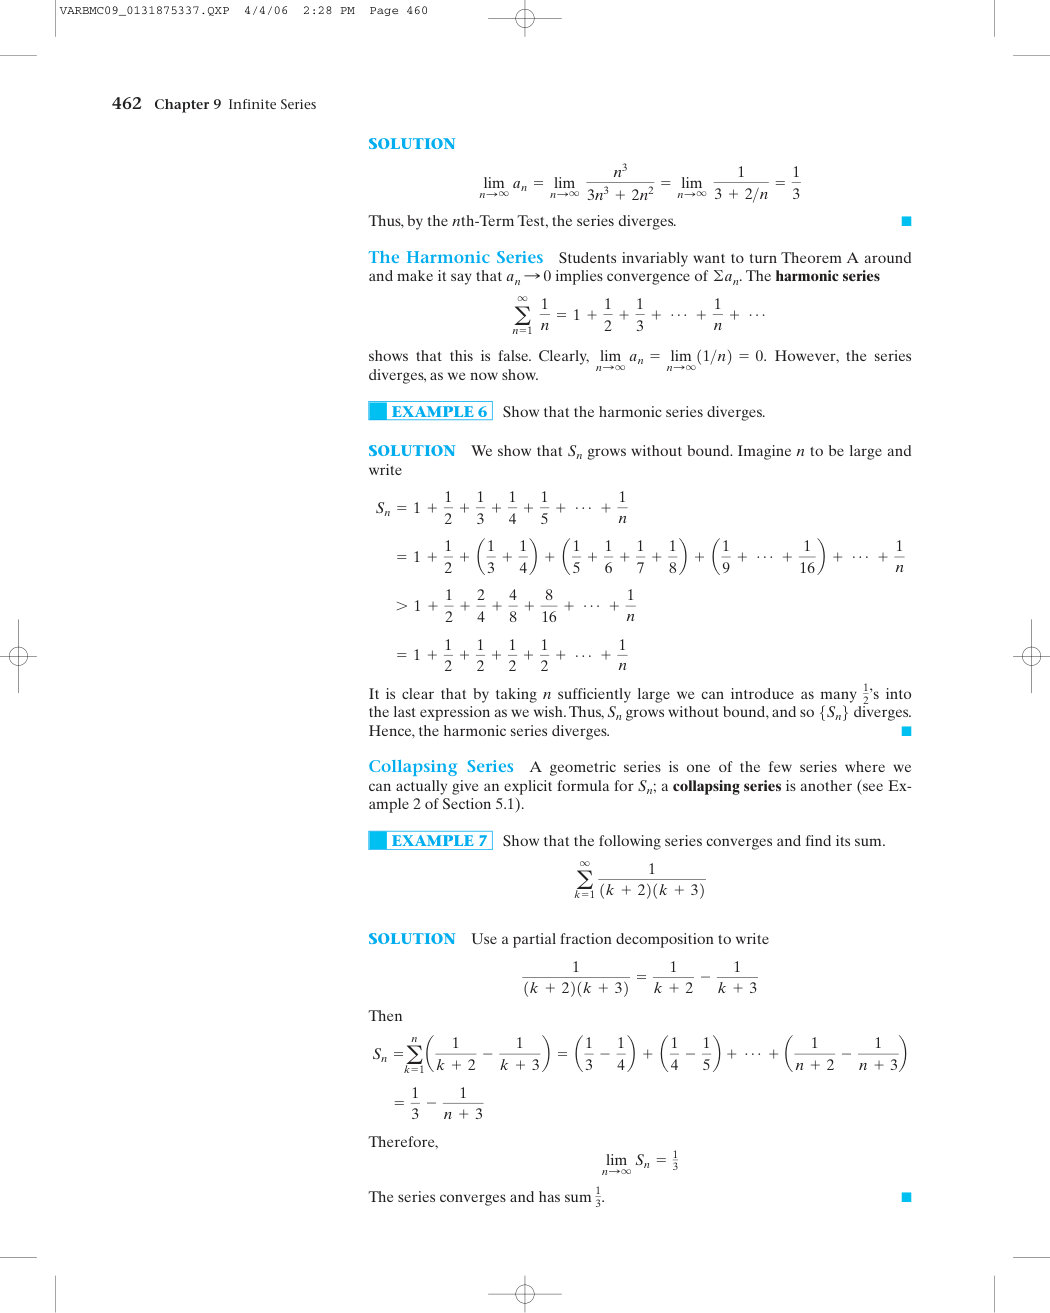 VARBMC09_0131875337.QXP 4/4/06 2:28 PM Page 460
462 Chapter 9 Infinite Series
SOLUTION
lim_{n→∞} a_n = lim_{n→∞} n³/(3n³ + 2n²) = lim_{n→∞} 1/(3 + 2/n) = 1/3
Thus, by the nth-Term Test, the series diverges.
The Harmonic Series Students invariably want to turn Theorem A around
and make it say that a_n → 0 implies convergence of Σa_n. The harmonic series
∑_{n=1}^{∞} 1/n = 1 + 1/2 + 1/3 + ⋯ + 1/n + ⋯
shows that this is false. Clearly, lim_{n→∞} a_n = lim_{n→∞} (1/n) = 0. However, the series
diverges, as we now show.
EXAMPLE 6 Show that the harmonic series diverges.
SOLUTION We show that S_n grows without bound. Imagine n to be large and
write
S_n = 1 + 1/2 + 1/3 + 1/4 + 1/5 + ⋯ + 1/n
= 1 + 1/2 + (1/3 + 1/4) + (1/5 + 1/6 + 1/7 + 1/8) + (1/9 + ⋯ + 1/16) + ⋯ + 1/n
> 1 + 1/2 + 2/4 + 4/8 + 8/16 + ⋯ + 1/n
= 1 + 1/2 + 1/2 + 1/2 + 1/2 + ⋯ + 1/n
It is clear that by taking n sufficiently large we can introduce as many 1/2's into
the last expression as we wish. Thus, S_n grows without bound, and so {S_n} diverges.
Hence, the harmonic series diverges.
Collapsing Series A geometric series is one of the few series where we
can actually give an explicit formula for S_n; a collapsing series is another (see Ex-
ample 2 of Section 5.1).
EXAMPLE 7 Show that the following series converges and find its sum.
∑_{k=1}^{∞} 1/((k + 2)(k + 3))
SOLUTION Use a partial fraction decomposition to write
1/((k + 2)(k + 3)) = 1/(k + 2) − 1/(k + 3)
Then
S_n = ∑_{k=1}^{n} (1/(k + 2) − 1/(k + 3)) = (1/3 − 1/4) + (1/4 − 1/5) + ⋯ + (1/(n + 2) − 1/(n + 3))
= 1/3 − 1/(n + 3)
Therefore,
lim_{n→∞} S_n = 1/3
The series converges and has sum 1/3.